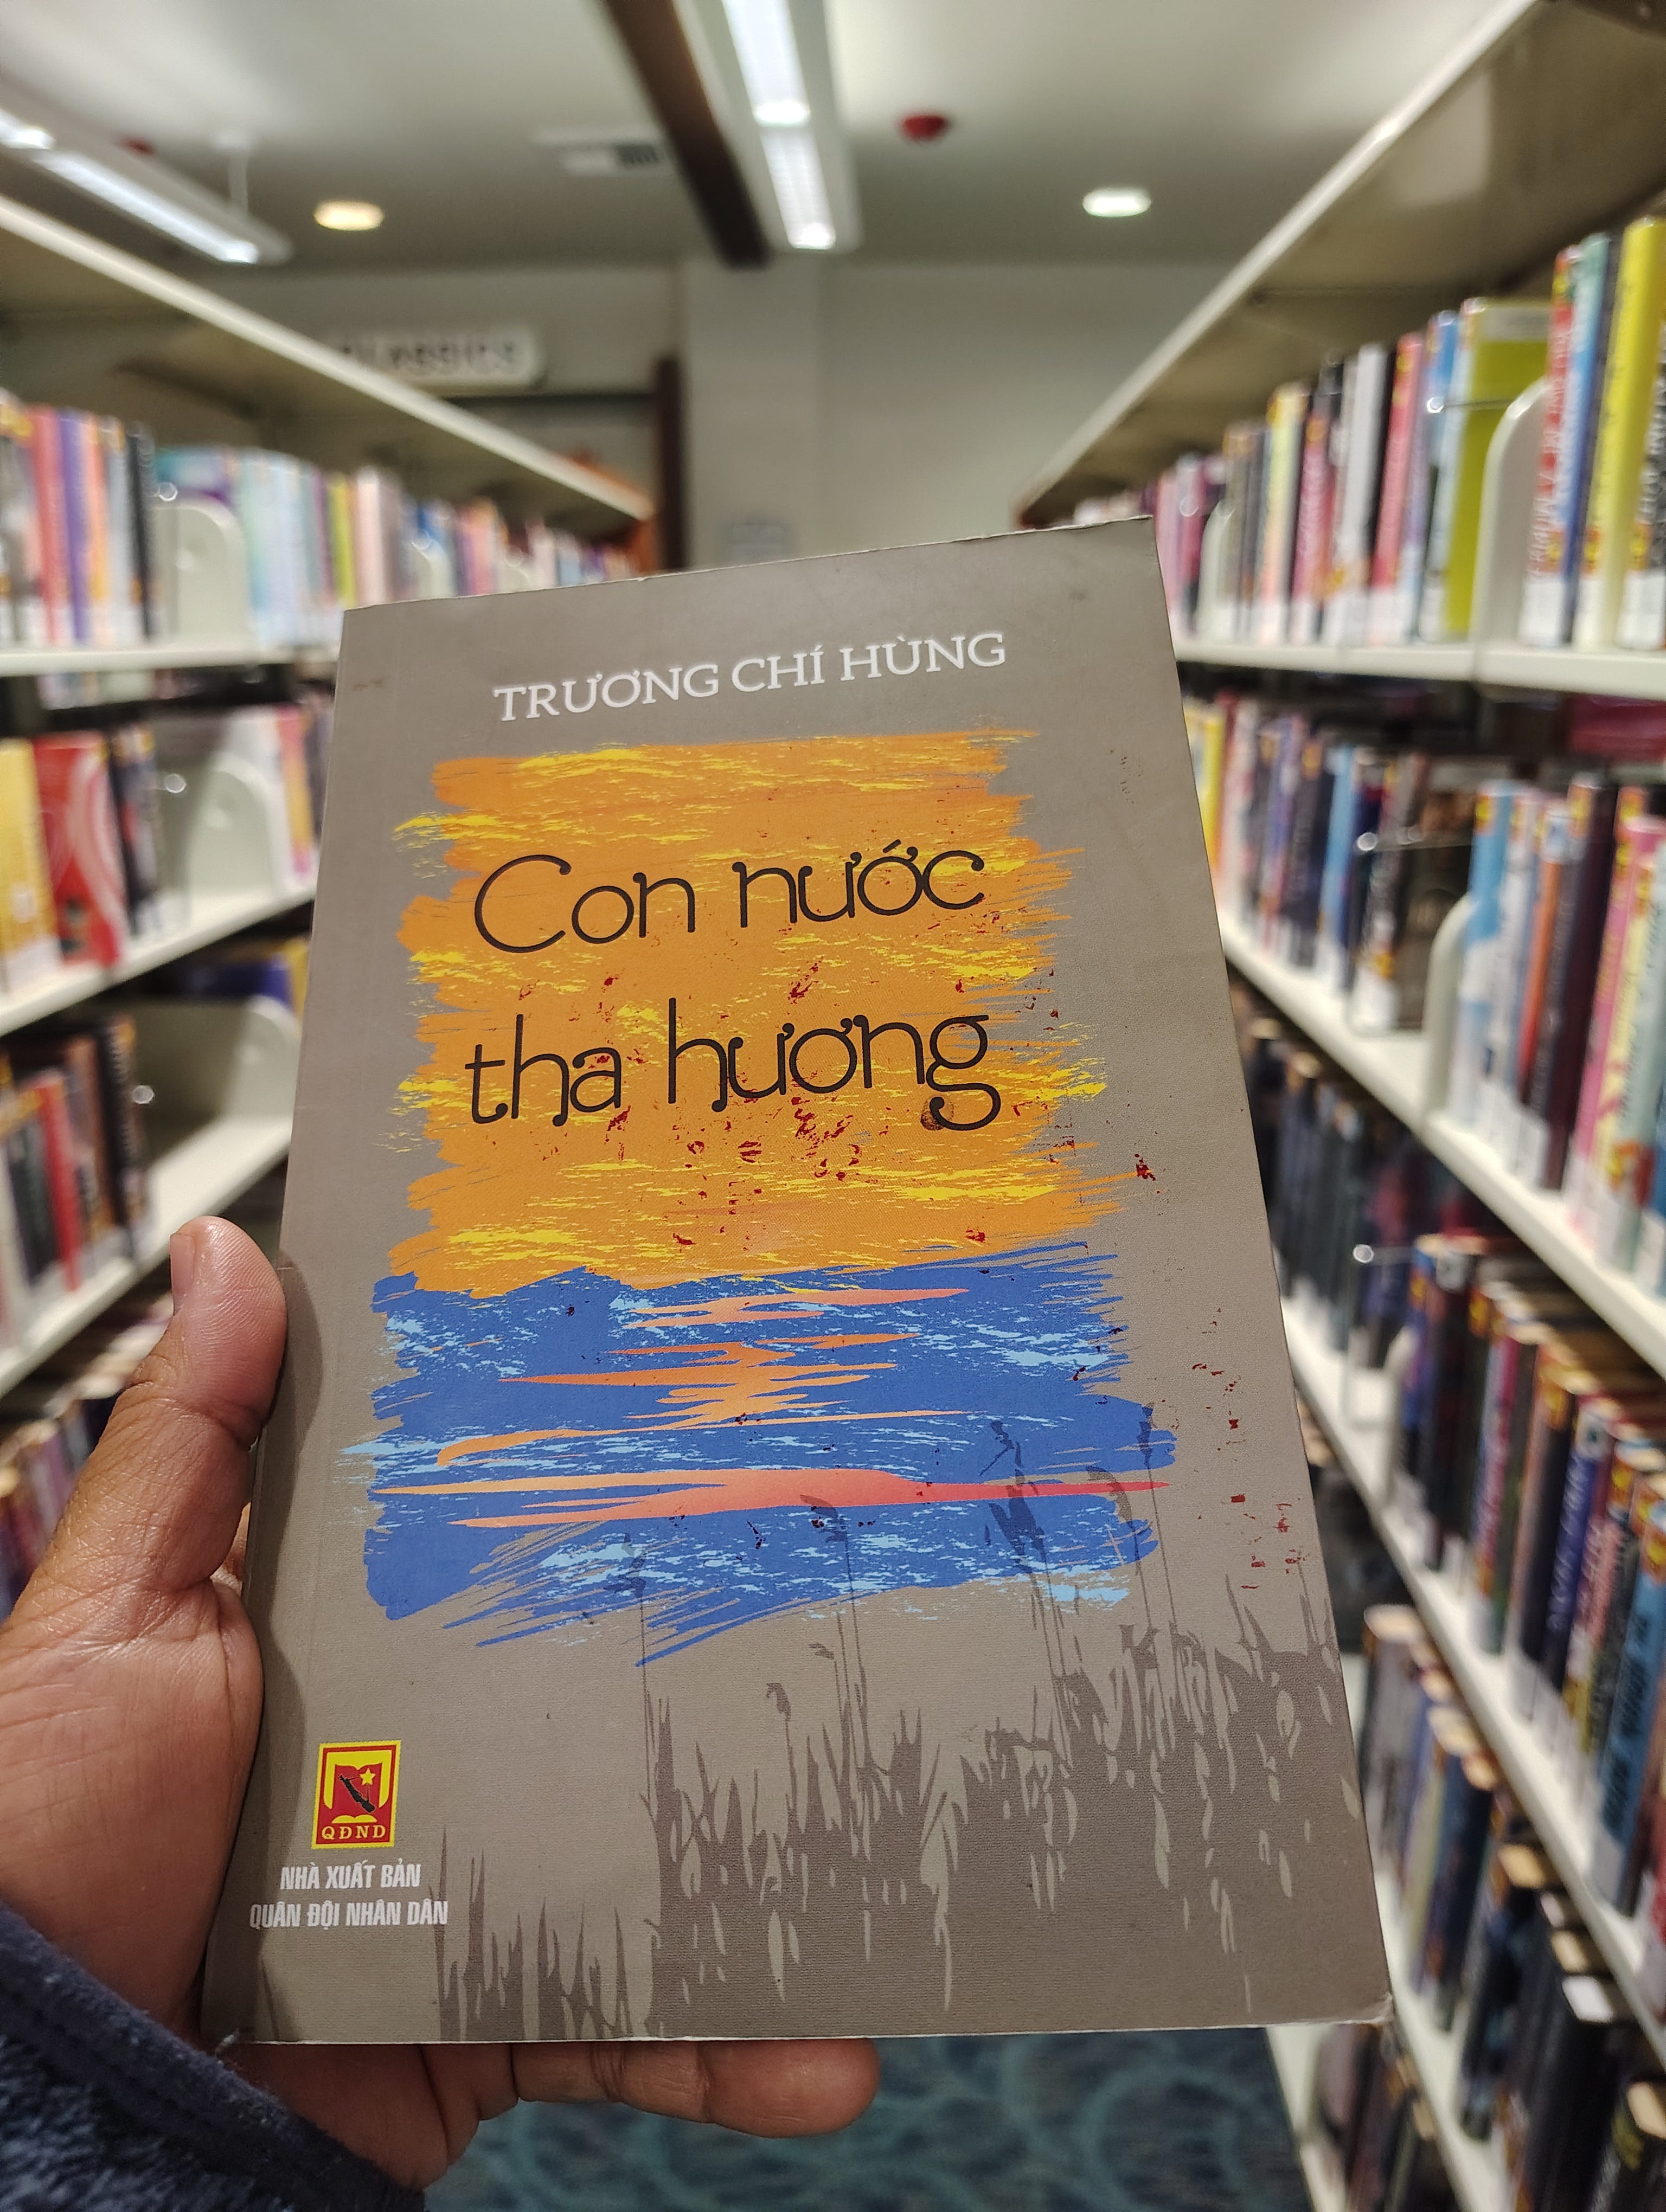 TRƯƠNG CHÍ HÙNG
Con nước
tha hương
QĐND
NHÀ XUẤT BẢN
QUÂN ĐỘI NHÂN DÂN